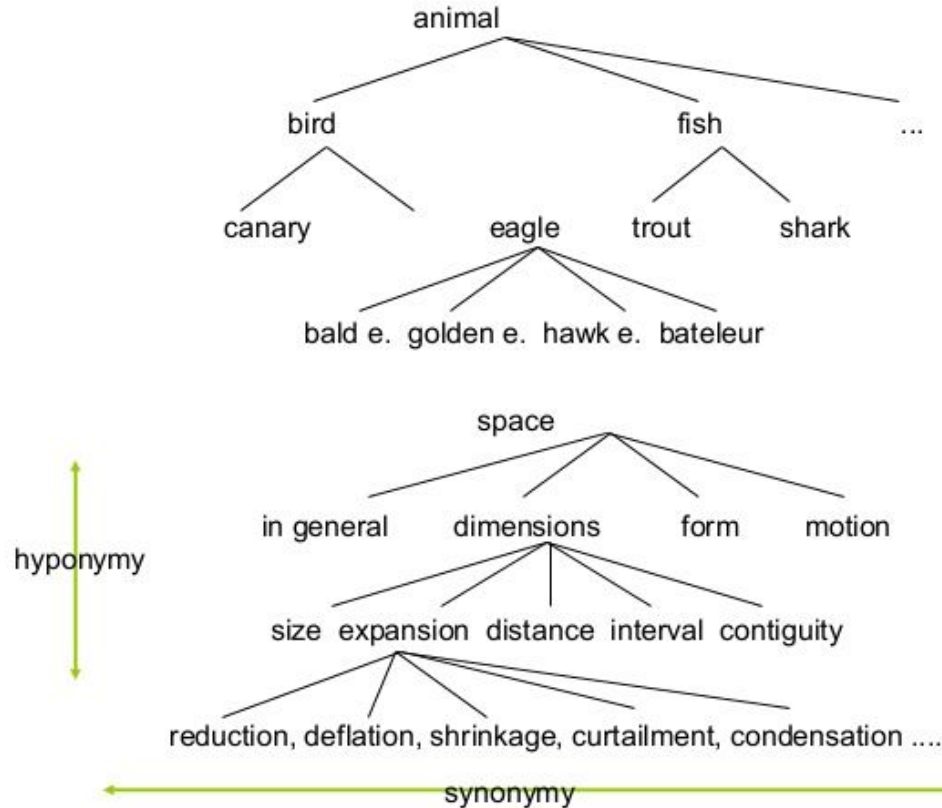 animal
bird fish ...
canary eagle trout shark
bald e. golden e. hawk e. bateleur
space
in general dimensions form motion
hyponymy
size expansion distance interval contiguity
reduction, deflation, shrinkage, curtailment, condensation ....
synonymy